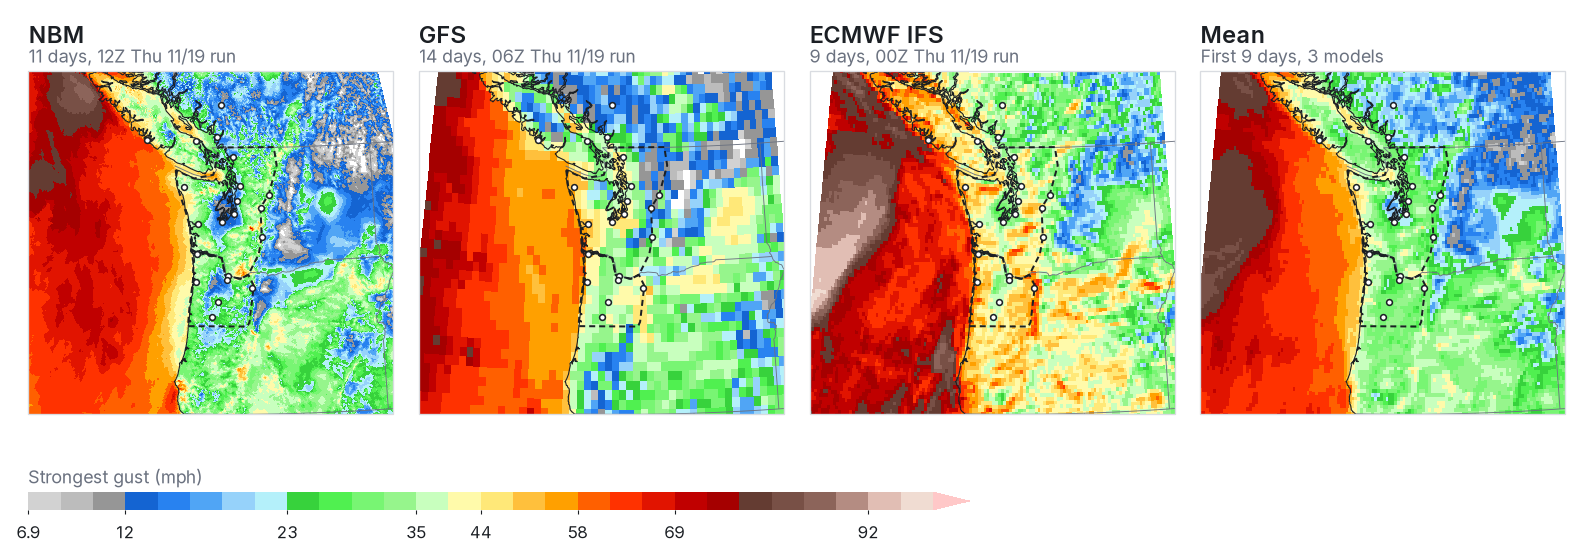 NBM
11 days, 12Z Thu 11/19 run
GFS
14 days, 06Z Thu 11/19 run
ECMWF IFS
9 days, 00Z Thu 11/19 run
Mean
First 9 days, 3 models
Strongest gust (mph)
6.9 12 23 35 44 58 69 92